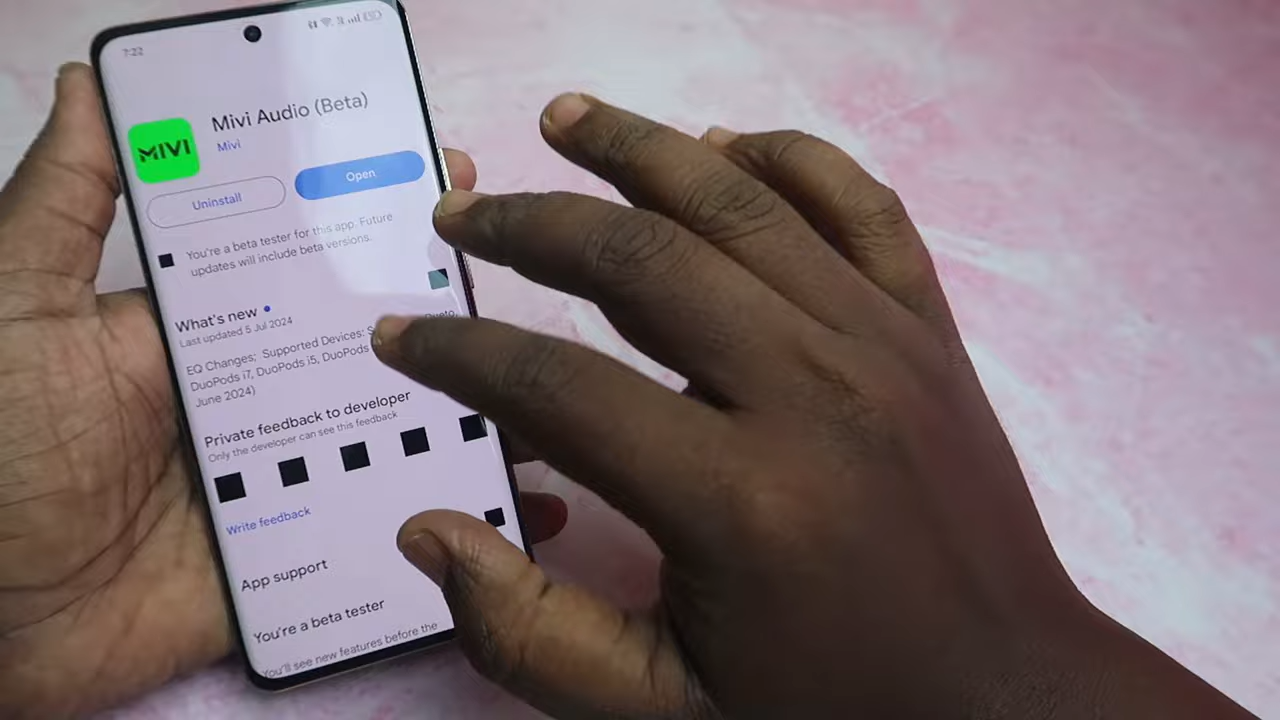 7:22
Mivi Audio (Beta)
MIVI
Mivi
Uninstall
Open
You're a beta tester for this app. Future
updates will include beta versions.
What's new
Last updated 5 Jul 2024
EQ Changes; Supported Devices:
DuoPods i7, DuoPods i5, DuoPods
June 2024)
Private feedback to developer
Only the developer can see this feedback
Write feedback
App support
You're a beta tester
You'll see new features before the